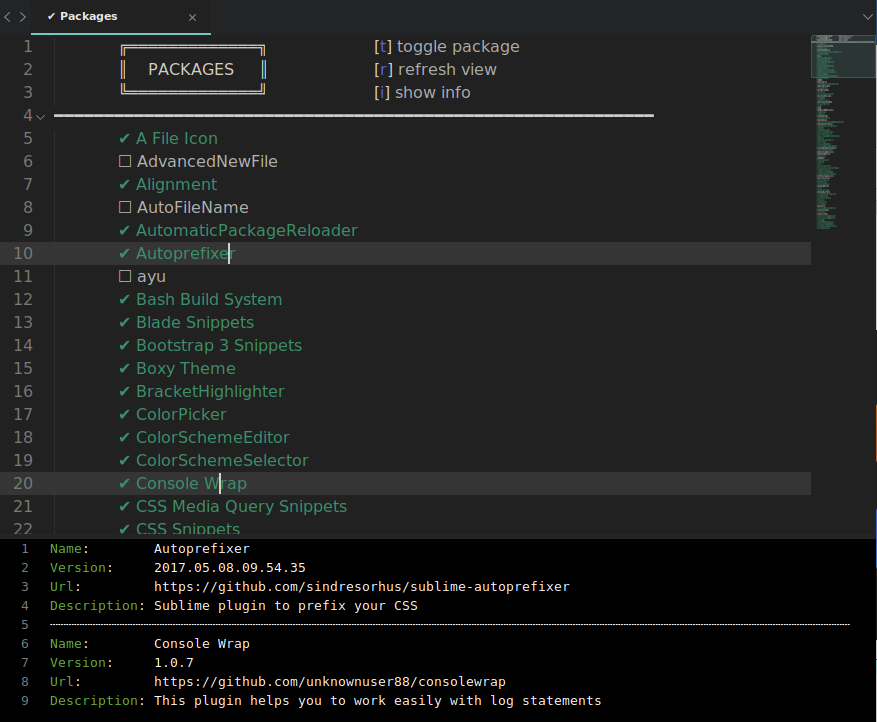 ✔ Packages
1 [t] toggle package
2 PACKAGES [r] refresh view
3 [i] show info
4
5 ✔ A File Icon
6 ☐ AdvancedNewFile
7 ✔ Alignment
8 ☐ AutoFileName
9 ✔ AutomaticPackageReloader
10 ✔ Autoprefixer
11 ☐ ayu
12 ✔ Bash Build System
13 ✔ Blade Snippets
14 ✔ Bootstrap 3 Snippets
15 ✔ Boxy Theme
16 ✔ BracketHighlighter
17 ✔ ColorPicker
18 ✔ ColorSchemeEditor
19 ✔ ColorSchemeSelector
20 ✔ Console Wrap
21 ✔ CSS Media Query Snippets
22 ✔ CSS Snippets
1 Name: Autoprefixer
2 Version: 2017.05.08.09.54.35
3 Url: https://github.com/sindresorhus/sublime-autoprefixer
4 Description: Sublime plugin to prefix your CSS
5
6 Name: Console Wrap
7 Version: 1.0.7
8 Url: https://github.com/unknownuser88/consolewrap
9 Description: This plugin helps you to work easily with log statements